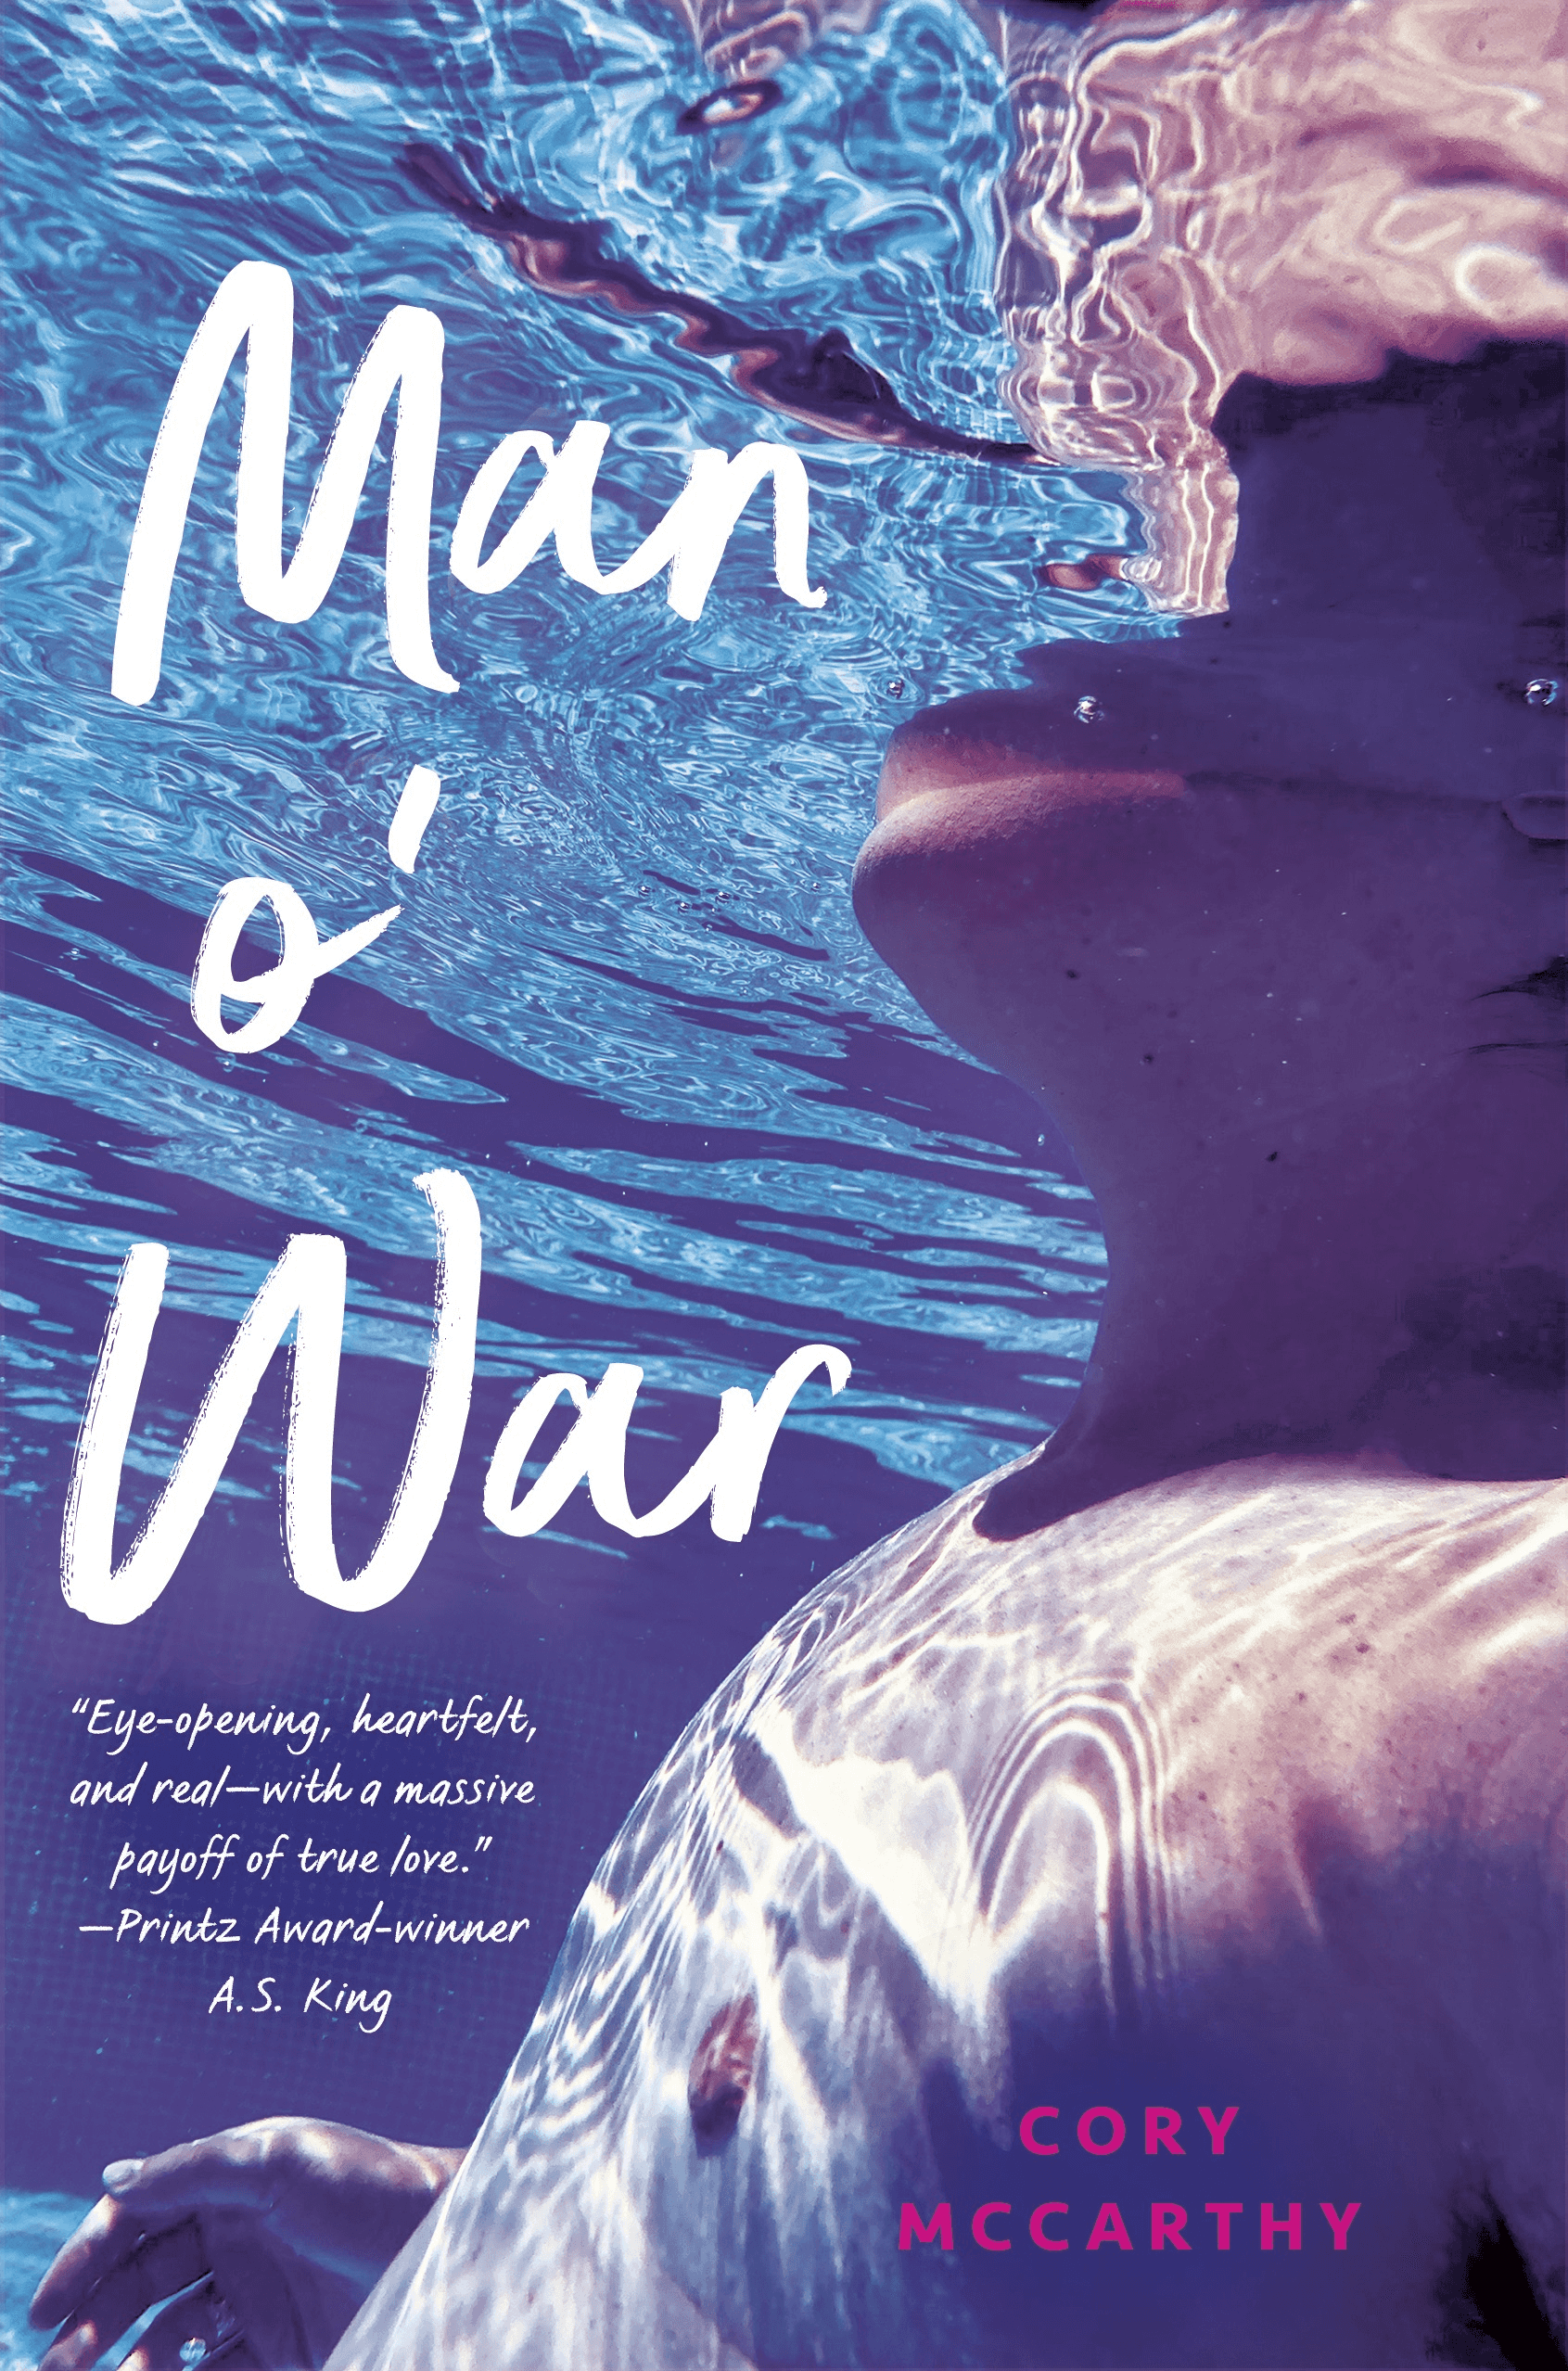 Man
o'
War
“Eye-opening, heartfelt,
and real—with a massive
payoff of true love.”
—Printz Award-winner
A.S. King
CORY
MCCARTHY